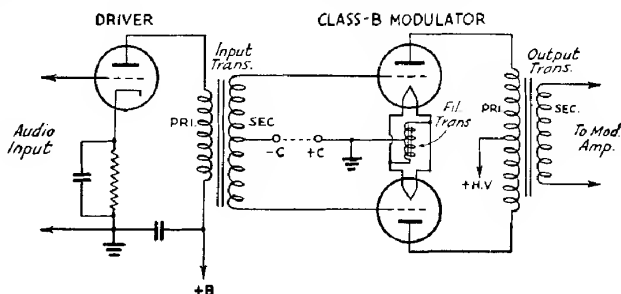 DRIVER
CLASS-B MODULATOR
Input
Trans.
Output
Trans.
PRI.
SEC
Fil.
Trans
PRI.
SEC.
Audio
Input
-C
+C
To Mod.
Amp.
+H.V
+B